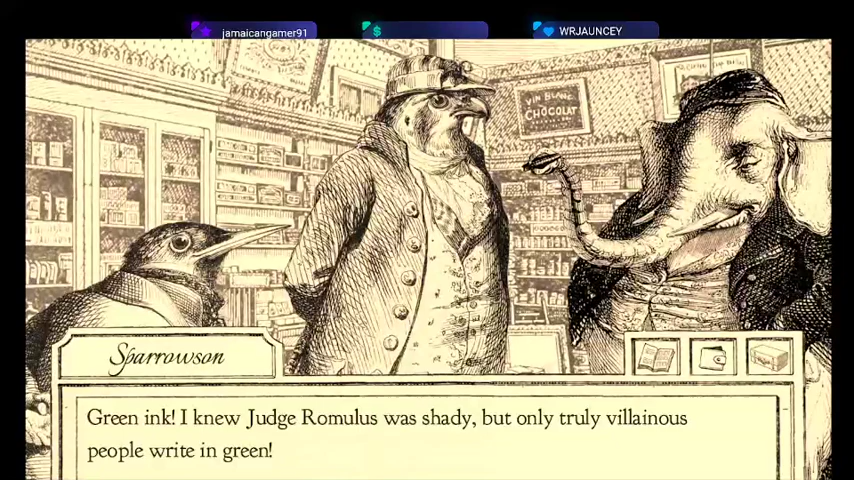 jamaicangamer91
$
WRJAUNCEY
VIN BLANC
CHOCOLAT
Sparrowson
Green ink! I knew Judge Romulus was shady, but only truly villainous
people write in green!